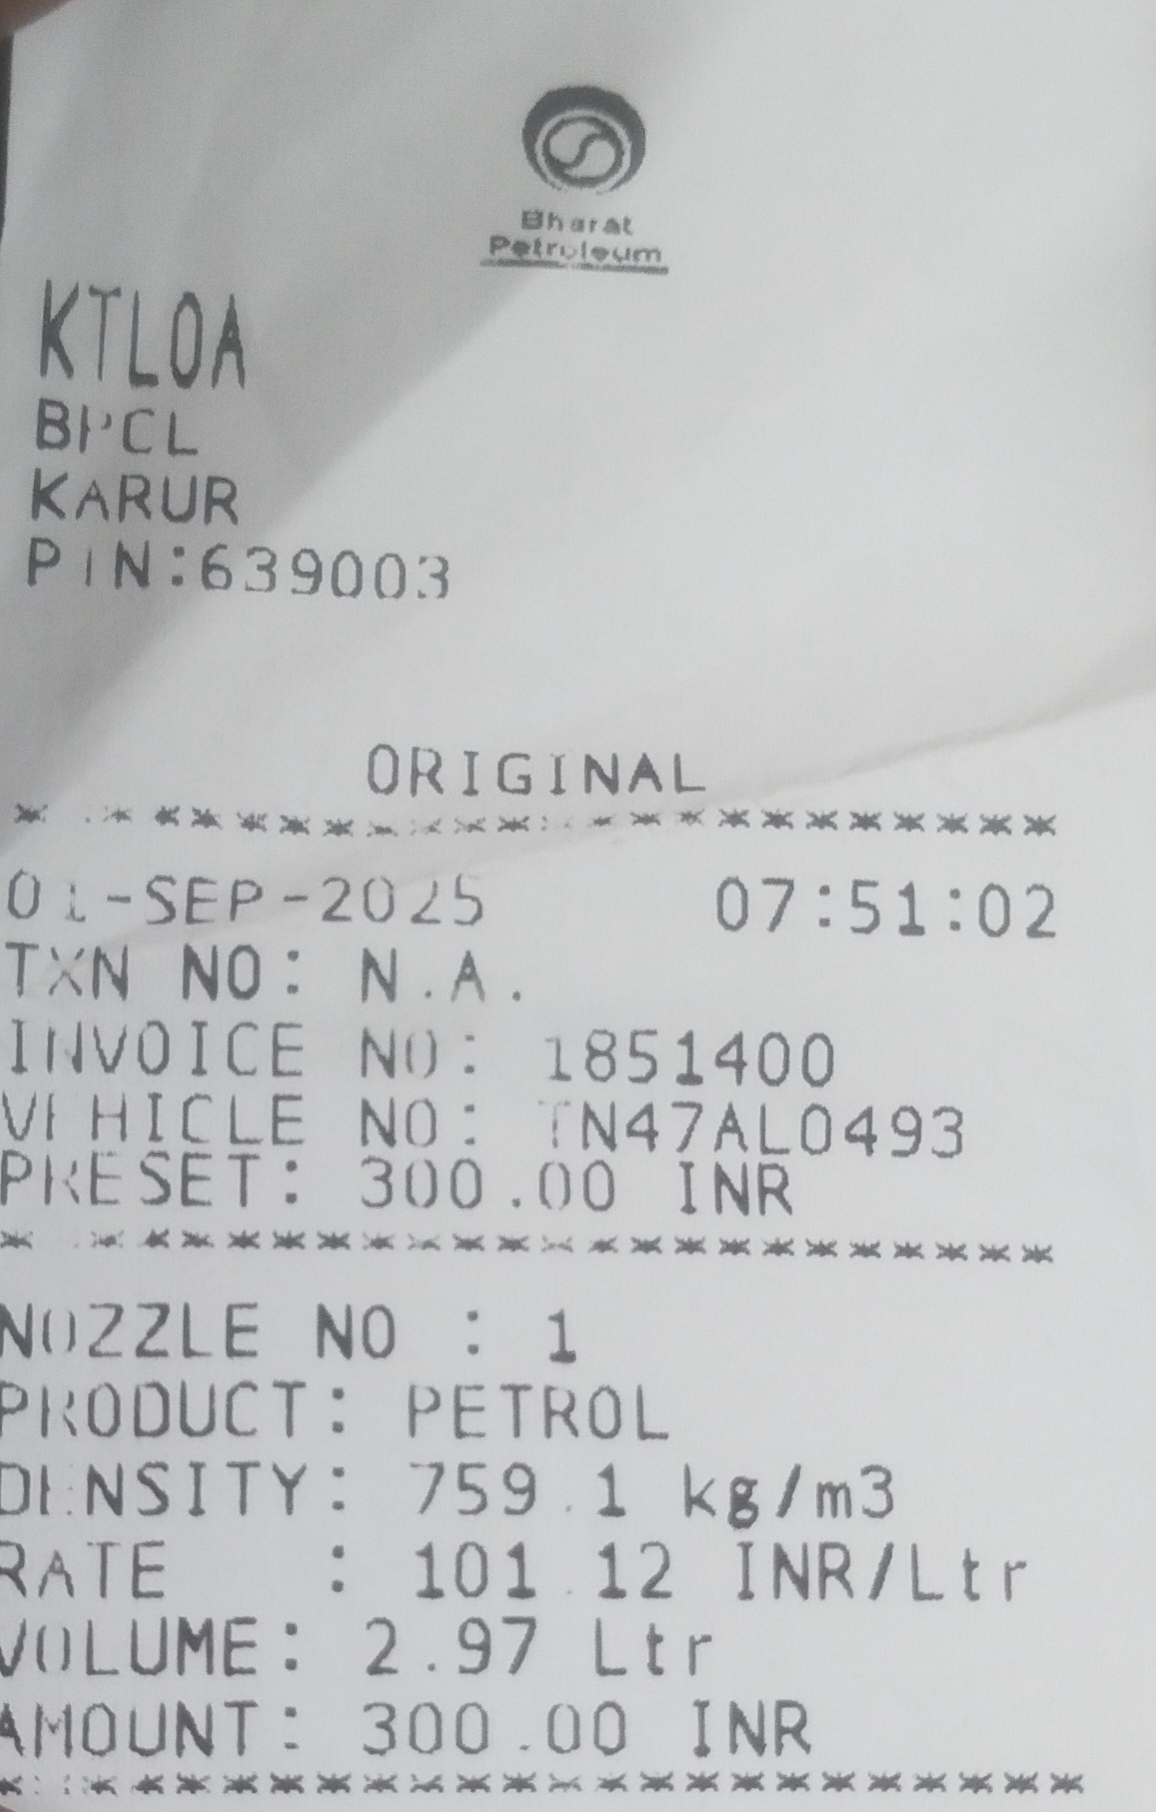 Bharat
Petroleum
KTLOA
BPCL
KARUR
PIN:639003
ORIGINAL
* * * * * * * * * * * * * * * * * * * * * * * *
01-SEP-2025 07:51:02
TXN NO: N.A.
INVOICE NO: 1851400
VEHICLE NO: TN47AL0493
PRESET: 300.00 INR
* * * * * * * * * * * * * * * * * * * * * * * *
NOZZLE NO : 1
PRODUCT: PETROL
DENSITY: 759.1 kg/m3
RATE : 101.12 INR/Ltr
VOLUME: 2.97 Ltr
AMOUNT: 300.00 INR
* * * * * * * * * * * * * * * * * * * * * * * *